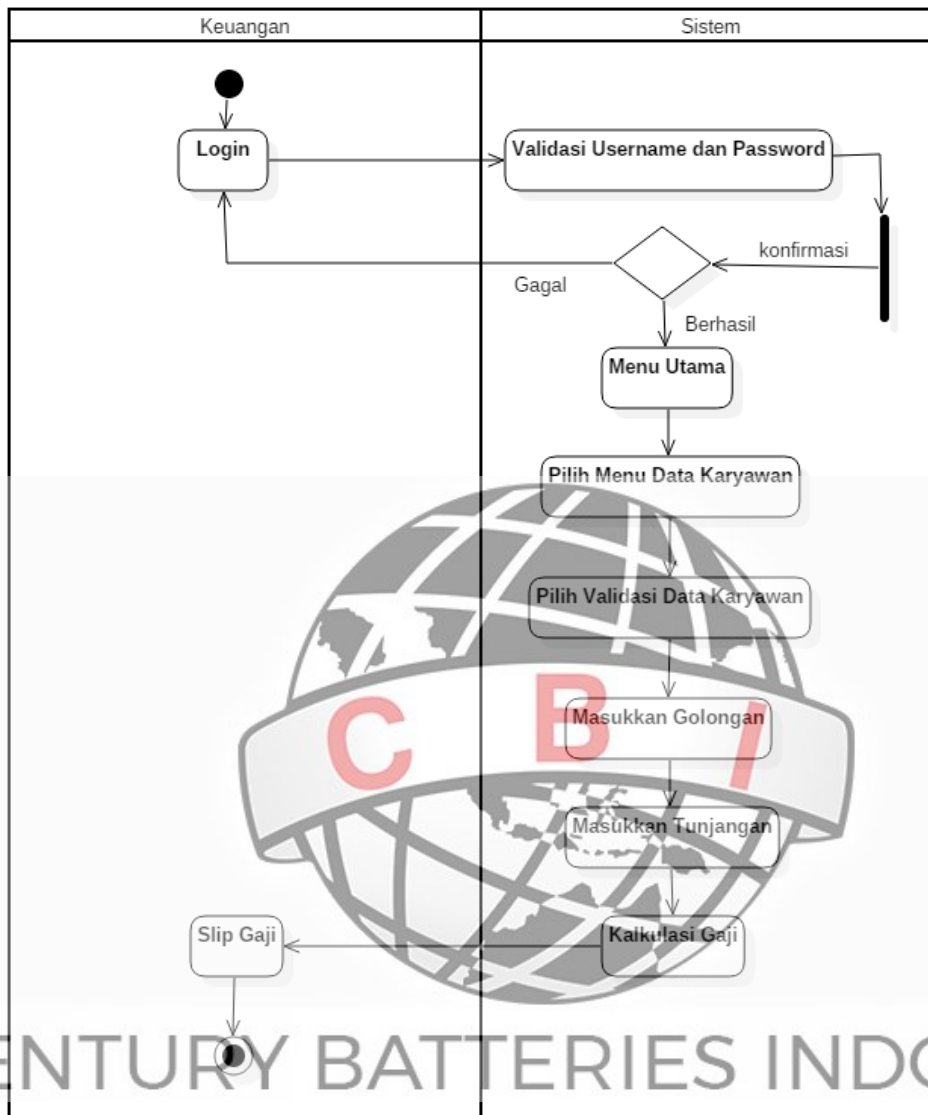 Keuangan
Sistem
Login
Validasi Username dan Password
konfirmasi
Gagal
Berhasil
Menu Utama
Pilih Menu Data Karyawan
Pilih Validasi Data Karyawan
C B I
Masukkan Golongan
Masukkan Tunjangan
Slip Gaji
Kalkulasi Gaji
ENTURY BATTERIES INDO